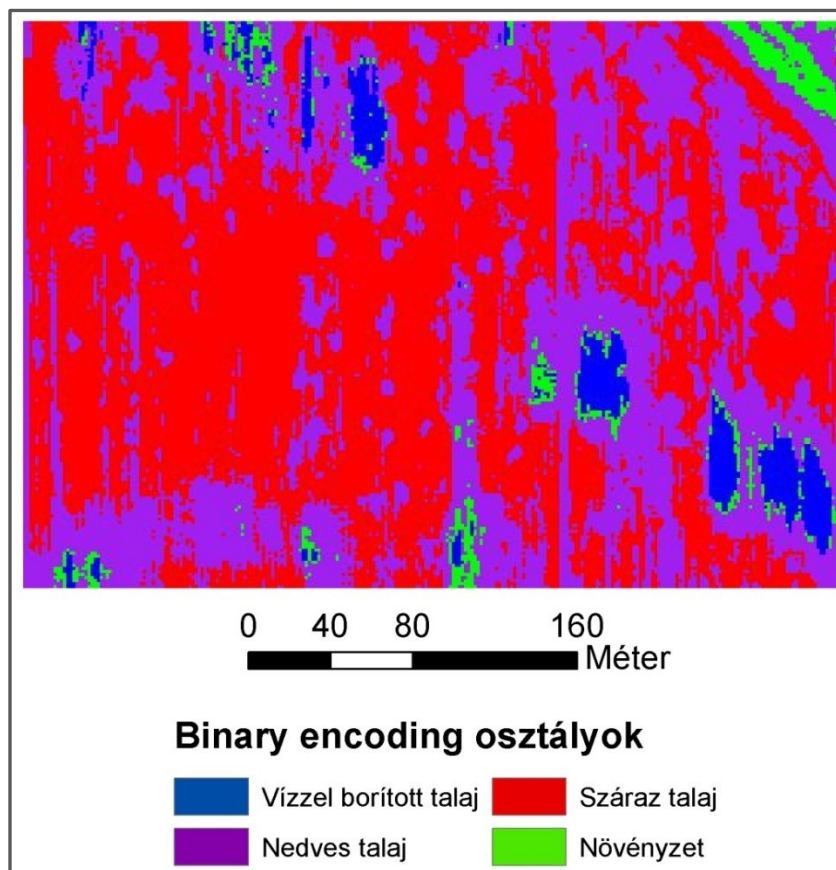 0 40 80 160
Méter
Binary encoding osztályok
Vízzel borított talaj Száraz talaj
Nedves talaj Növényzet